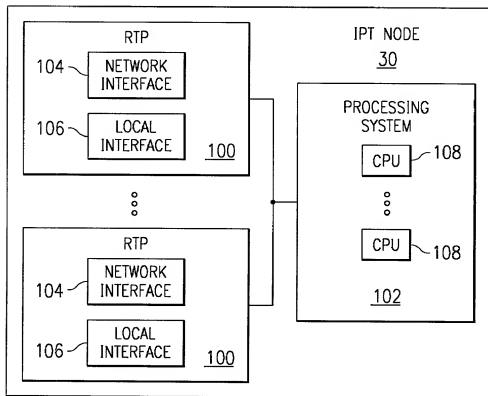 RTP
104
NETWORK
INTERFACE
106
LOCAL
INTERFACE
100
RTP
104
NETWORK
INTERFACE
106
LOCAL
INTERFACE
100
IPT NODE
30
PROCESSING
SYSTEM
CPU
108
CPU
108
102